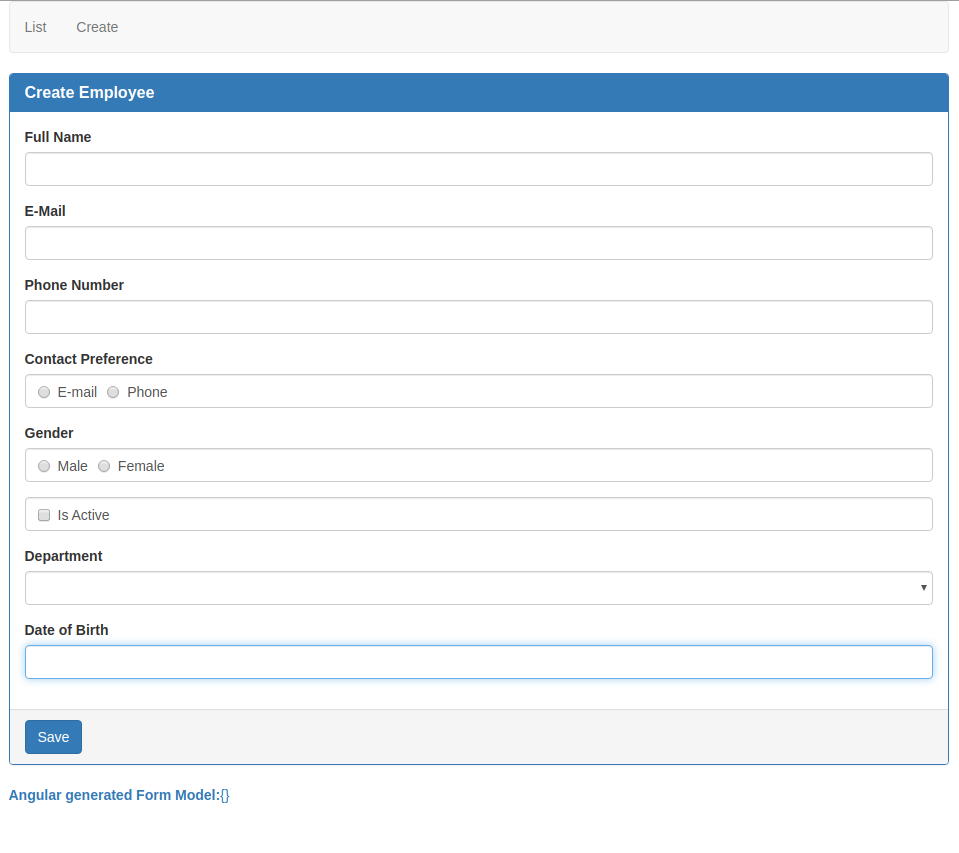 List Create
Create Employee
Full Name
E-Mail
Phone Number
Contact Preference
E-mail Phone
Gender
Male Female
Is Active
Department
Date of Birth
Save
Angular generated Form Model:{}